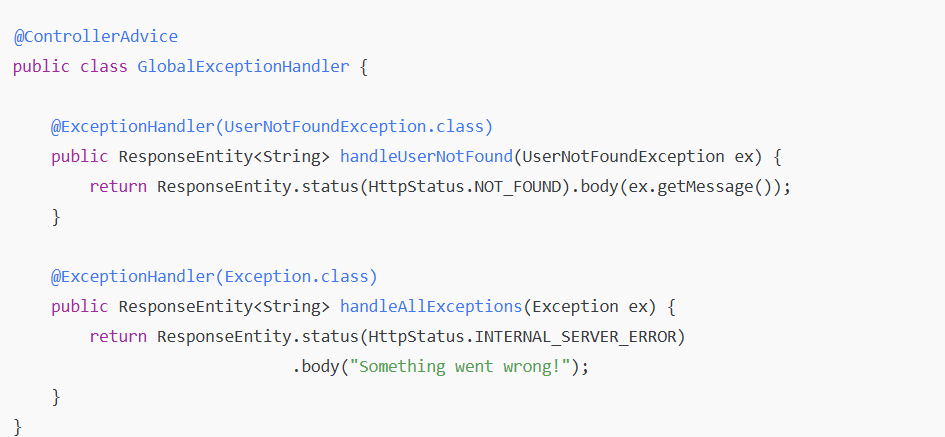 @ControllerAdvice
public class GlobalExceptionHandler {
@ExceptionHandler(UserNotFoundException.class)
public ResponseEntity<String> handleUserNotFound(UserNotFoundException ex) {
return ResponseEntity.status(HttpStatus.NOT_FOUND).body(ex.getMessage());
}
@ExceptionHandler(Exception.class)
public ResponseEntity<String> handleAllExceptions(Exception ex) {
return ResponseEntity.status(HttpStatus.INTERNAL_SERVER_ERROR)
.body("Something went wrong!");
}
}